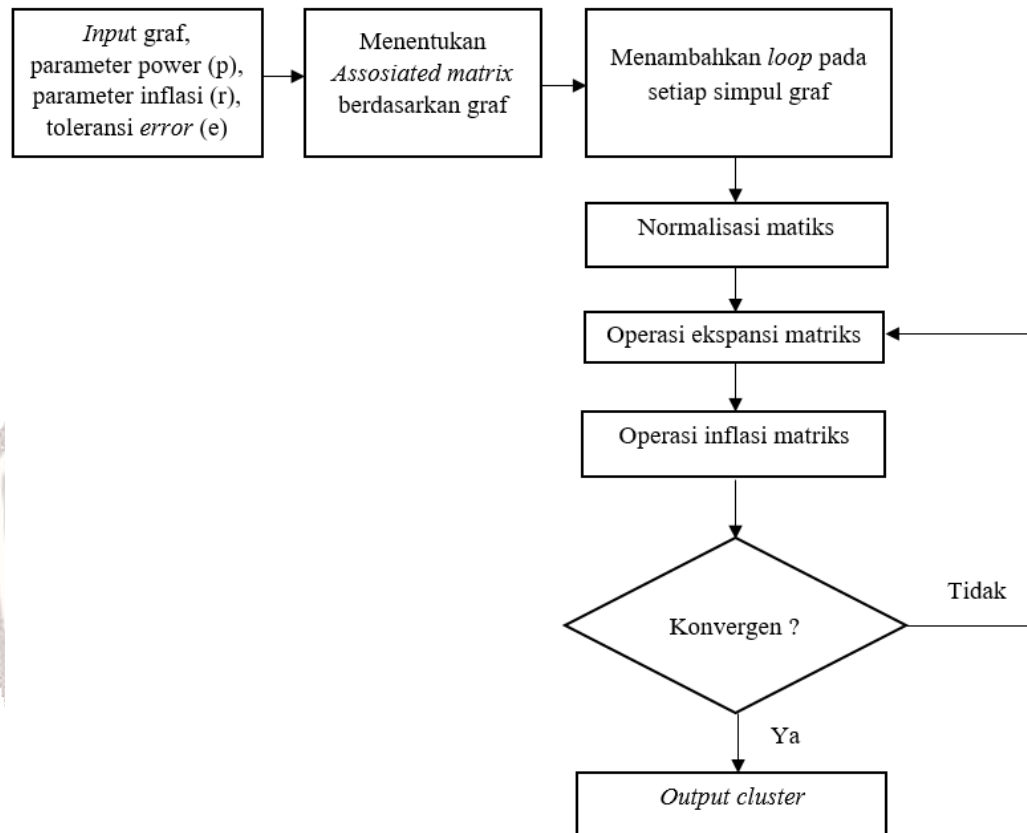 Input graf,
parameter power (p),
parameter inflasi (r),
toleransi error (e)
Menentukan
Assosiated matrix
berdasarkan graf
Menambahkan loop pada
setiap simpul graf
Normalisasi matiks
Operasi ekspansi matriks
Operasi inflasi matriks
Konvergen ?
Tidak
Ya
Output cluster